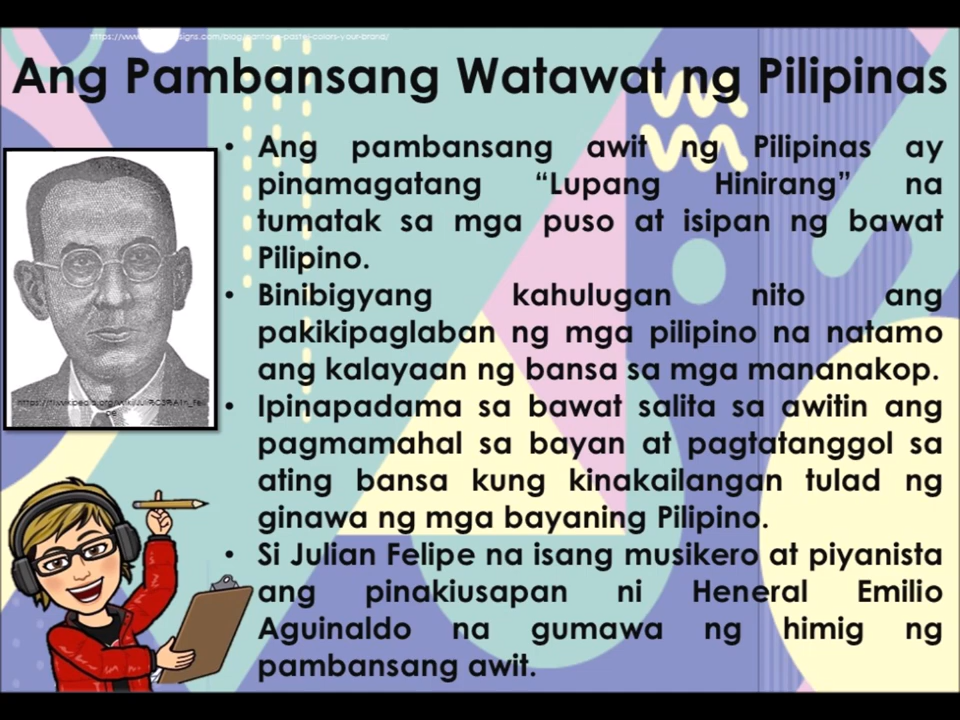 Ang Pambansang Watawat ng Pilipinas
• Ang pambansang awit ng Pilipinas ay
pinamagatang “Lupang Hinirang” na
tumatak sa mga puso at isipan ng bawat
Pilipino.
• Binibigyang kahulugan nito ang
pakikipaglaban ng mga pilipino na natamo
ang kalayaan ng bansa sa mga mananakop.
• Ipinapadama sa bawat salita sa awitin ang
pagmamahal sa bayan at pagtatanggol sa
ating bansa kung kinakailangan tulad ng
ginawa ng mga bayaning Pilipino.
• Si Julian Felipe na isang musikero at piyanista
ang pinakiusapan ni Heneral Emilio
Aguinaldo na gumawa ng himig ng
pambansang awit.